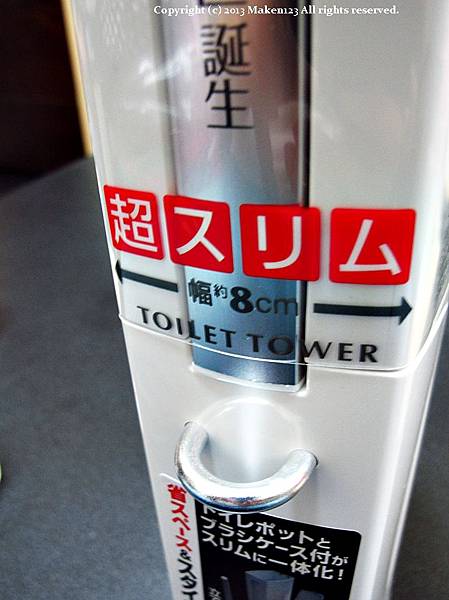 Copyright (c) 2013 Maken123 All rights reserved.
誕生
超スリム
幅約8cm
TOILET TOWER
省スペース&スタイ
トイレポットと
ブラシケース付が
スリムに一体化!